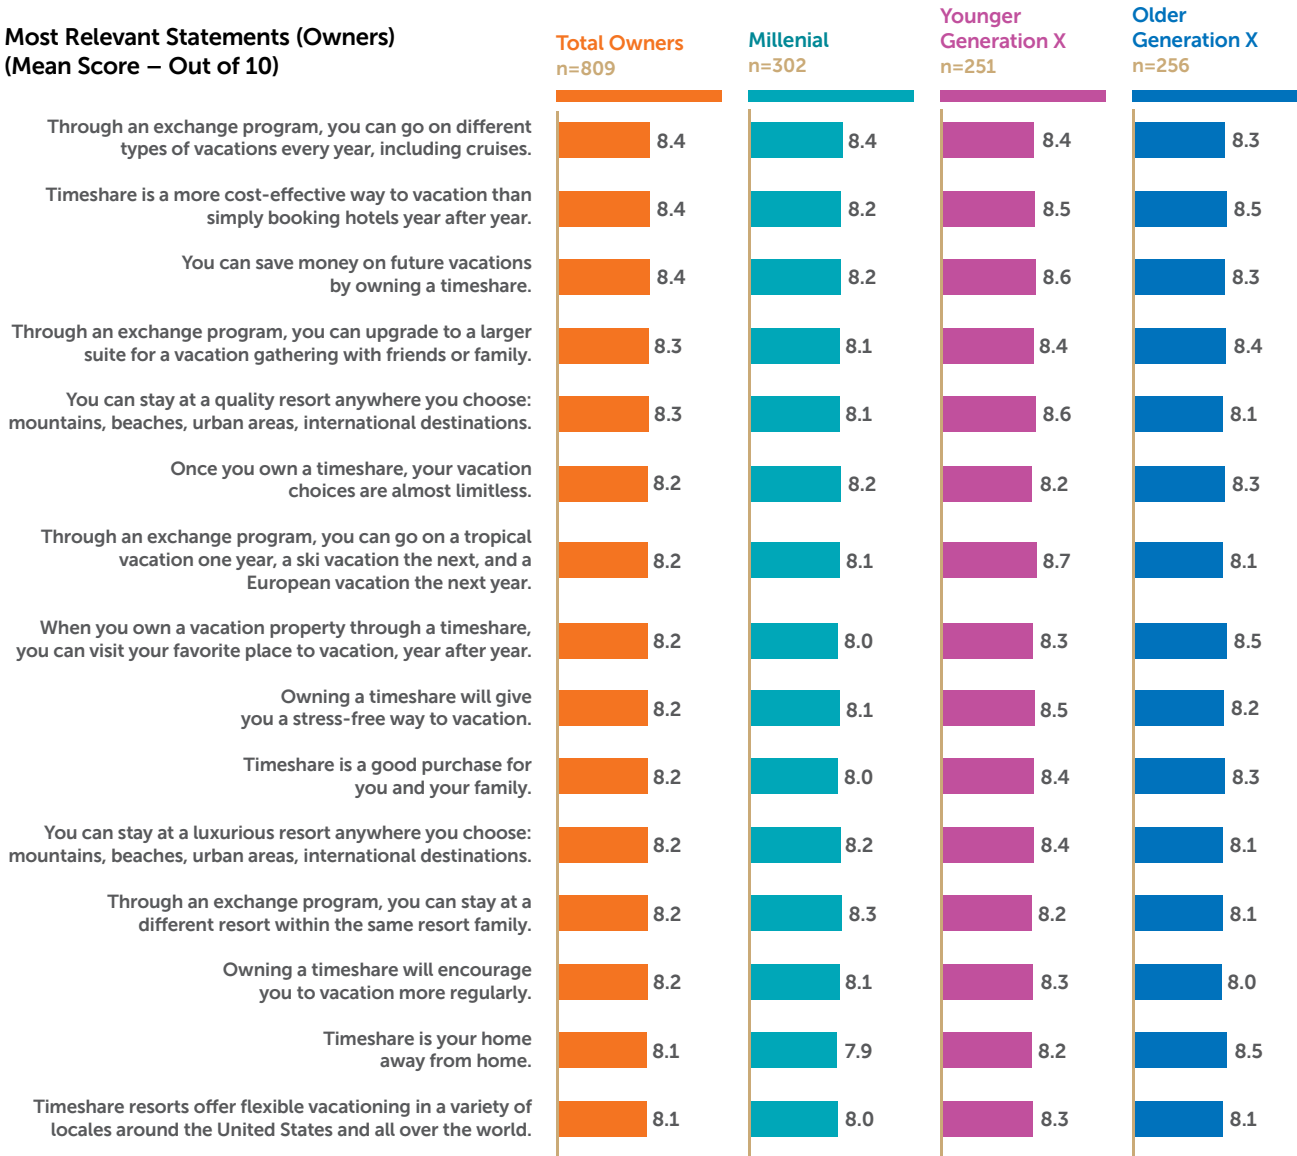 Most Relevant Statements (Owners)
(Mean Score – Out of 10)
Total Owners
n=809
Millenial
n=302
Younger
Generation X
n=251
Older
Generation X
n=256
Through an exchange program, you can go on different
types of vacations every year, including cruises.
8.4
8.4
8.4
8.3
Timeshare is a more cost-effective way to vacation than
simply booking hotels year after year.
8.4
8.2
8.5
8.5
You can save money on future vacations
by owning a timeshare.
8.4
8.2
8.6
8.3
Through an exchange program, you can upgrade to a larger
suite for a vacation gathering with friends or family.
8.3
8.1
8.4
8.4
You can stay at a quality resort anywhere you choose:
mountains, beaches, urban areas, international destinations.
8.3
8.1
8.6
8.1
Once you own a timeshare, your vacation
choices are almost limitless.
8.2
8.2
8.2
8.3
Through an exchange program, you can go on a tropical
vacation one year, a ski vacation the next, and a
European vacation the next year.
8.2
8.1
8.7
8.1
When you own a vacation property through a timeshare,
you can visit your favorite place to vacation, year after year.
8.2
8.0
8.3
8.5
Owning a timeshare will give
you a stress-free way to vacation.
8.2
8.1
8.5
8.2
Timeshare is a good purchase for
you and your family.
8.2
8.0
8.4
8.3
You can stay at a luxurious resort anywhere you choose:
mountains, beaches, urban areas, international destinations.
8.2
8.2
8.4
8.1
Through an exchange program, you can stay at a
different resort within the same resort family.
8.2
8.3
8.2
8.1
Owning a timeshare will encourage
you to vacation more regularly.
8.2
8.1
8.3
8.0
Timeshare is your home
away from home.
8.1
7.9
8.2
8.5
Timeshare resorts offer flexible vacationing in a variety of
locales around the United States and all over the world.
8.1
8.0
8.3
8.1